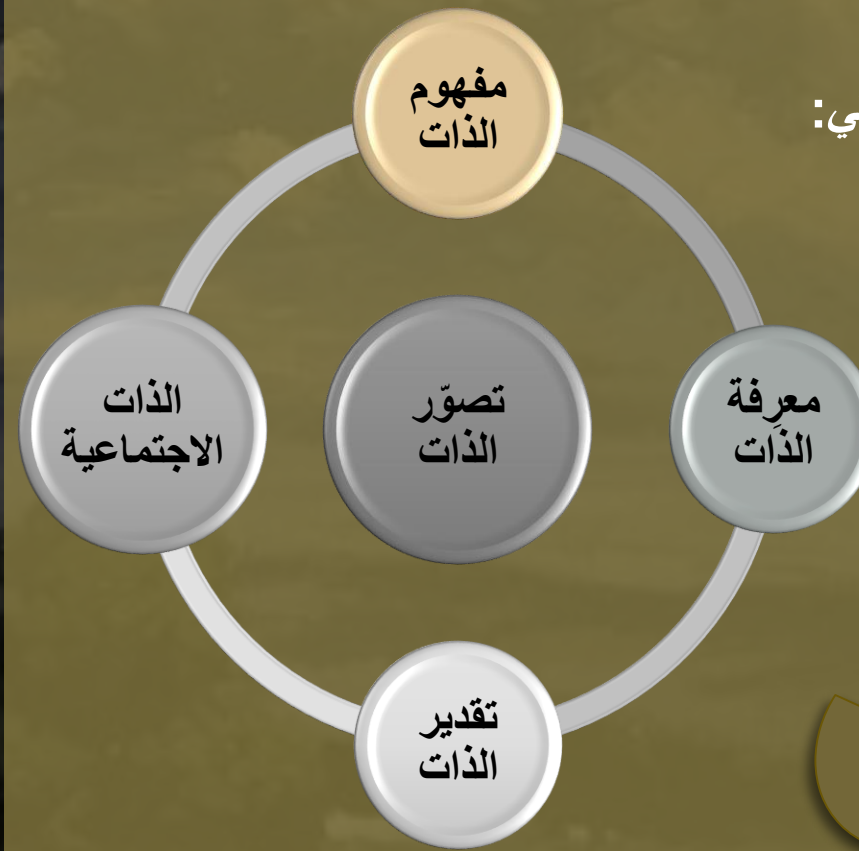 مفهوم
الذات
معرِفة
الذات
تصوّر
الذات
الذات
الاجتماعية
تقدير
الذات